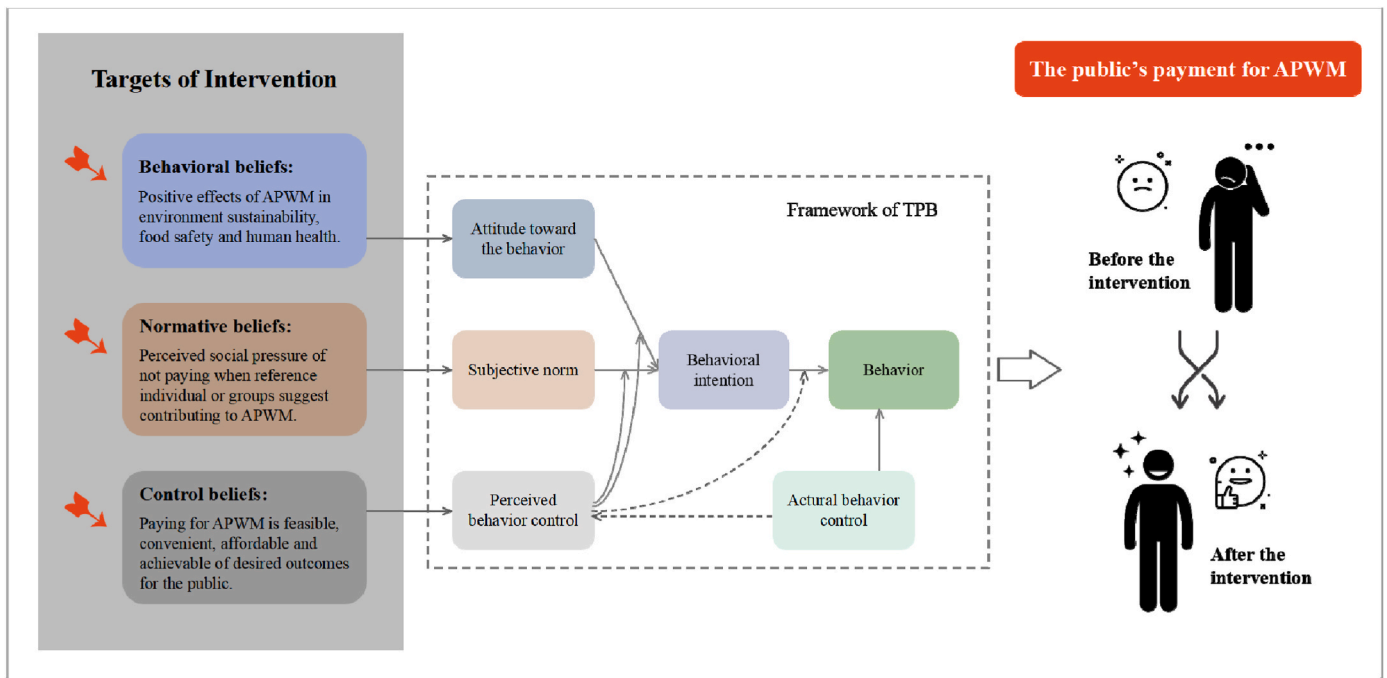 Targets of Intervention
Behavioral beliefs:
Positive effects of APWM in
environment sustainability,
food safety and human health.
Normative beliefs:
Perceived social pressure of
not paying when reference
individual or groups suggest
contributing to APWM.
Control beliefs:
Paying for APWM is feasible,
convenient, affordable and
achievable of desired outcomes
for the public.
Framework of TPB
Attitude toward
the behavior
Subjective norm
Behavioral
intention
Behavior
Perceived
behavior control
Actural behavior
control
The public’s payment for APWM
Before the
intervention
After the
intervention